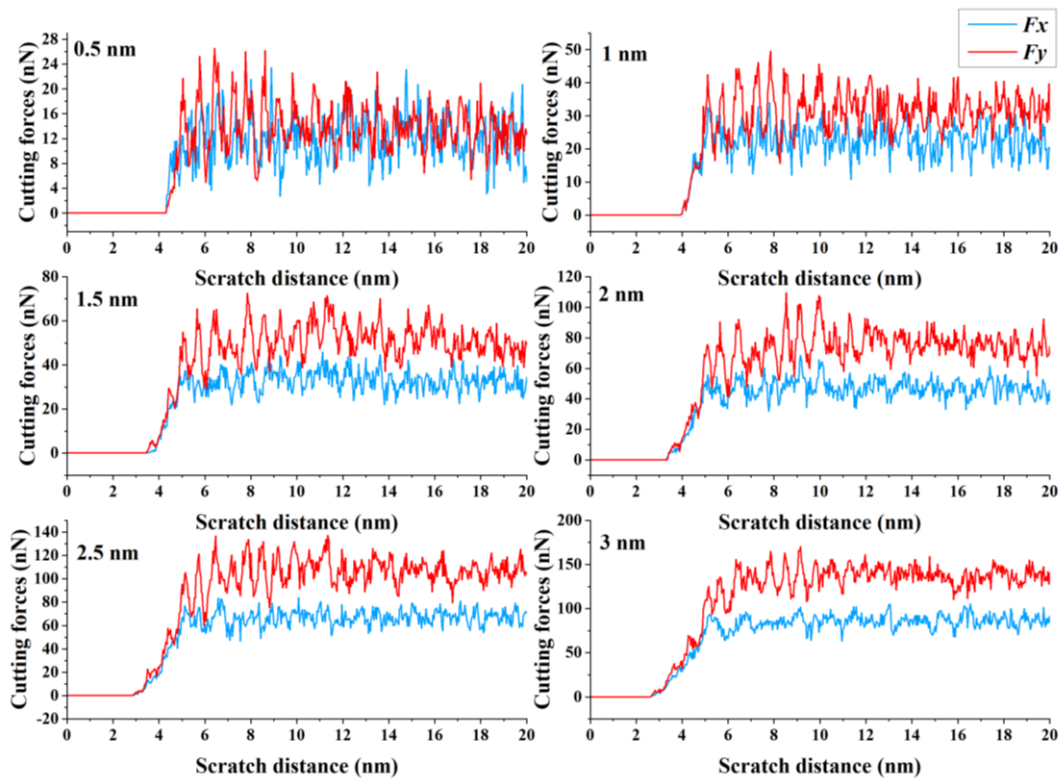 Fx
Fy
0.5 nm
Cutting forces (nN)
28
24
20
16
12
8
4
0
0 2 4 6 8 10 12 14 16 18 20
Scratch distance (nm)
1 nm
Cutting forces (nN)
50
40
30
20
10
0
0 2 4 6 8 10 12 14 16 18 20
Scratch distance (nm)
1.5 nm
Cutting forces (nN)
80
60
40
20
0
0 2 4 6 8 10 12 14 16 18 20
Scratch distance (nm)
2 nm
Cutting forces (nN)
120
100
80
60
40
20
0
0 2 4 6 8 10 12 14 16 18 20
Scratch distance (nm)
2.5 nm
Cutting forces (nN)
140
120
100
80
60
40
20
0
-20
0 2 4 6 8 10 12 14 16 18 20
Scratch distance (nm)
3 nm
Cutting forces (nN)
200
150
100
50
0
0 2 4 6 8 10 12 14 16 18 20
Scratch distance (nm)